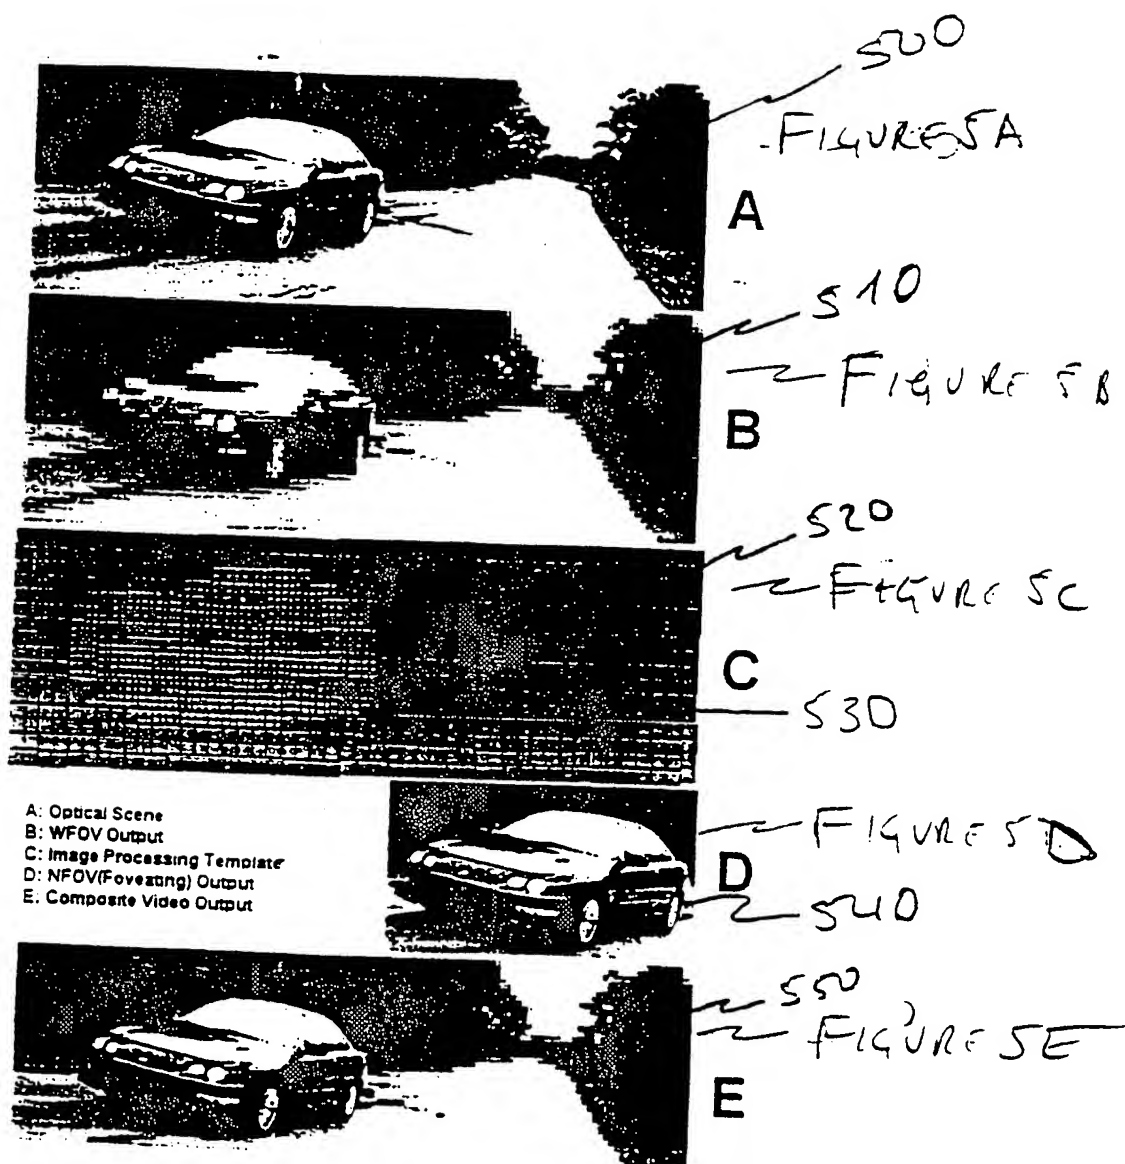 500
FIGURE 5A
A
510
FIGURE 5B
B
520
FIGURE 5C
C
530
A: Optical Scene
B: WFOV Output
C: Image Processing Template
D: NFOV(Foveating) Output
E: Composite Video Output
FIGURE 5D
D
540
550
FIGURE 5E
E